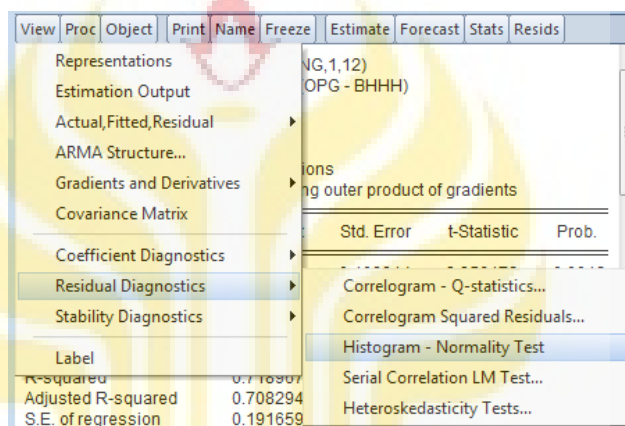 View Proc Object Print Name Freeze Estimate Forecast Stats Resids
Representations
Estimation Output
Actual,Fitted,Residual
ARMA Structure...
Gradients and Derivatives
Covariance Matrix
Coefficient Diagnostics
Residual Diagnostics
Stability Diagnostics
Label
NG,1,12)
OPG - BHHH)
ions
ng outer product of gradients
Std. Error t-Statistic Prob.
Correlogram - Q-statistics...
Correlogram Squared Residuals...
Histogram - Normality Test
Serial Correlation LM Test...
Heteroskedasticity Tests...
R-squared 0.718967
Adjusted R-squared 0.708294
S.E. of regression 0.191659